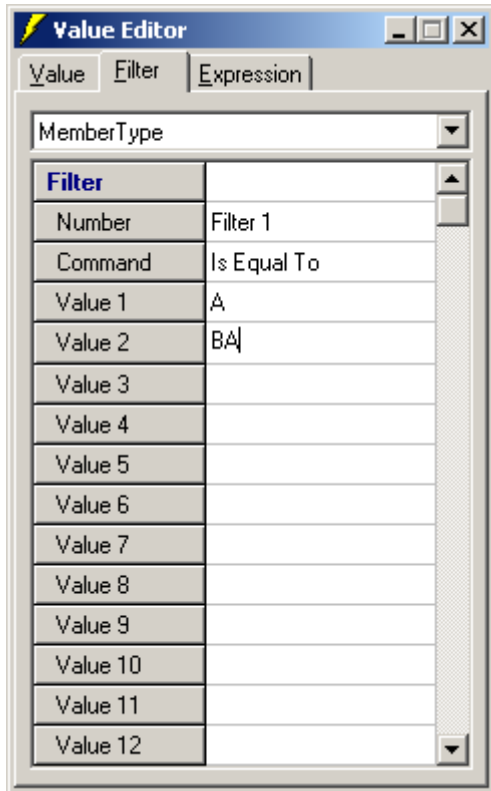 Value Editor
Value Filter Expression
MemberType
Filter
Number Filter 1
Command Is Equal To
Value 1 A
Value 2 BA
Value 3
Value 4
Value 5
Value 6
Value 7
Value 8
Value 9
Value 10
Value 11
Value 12